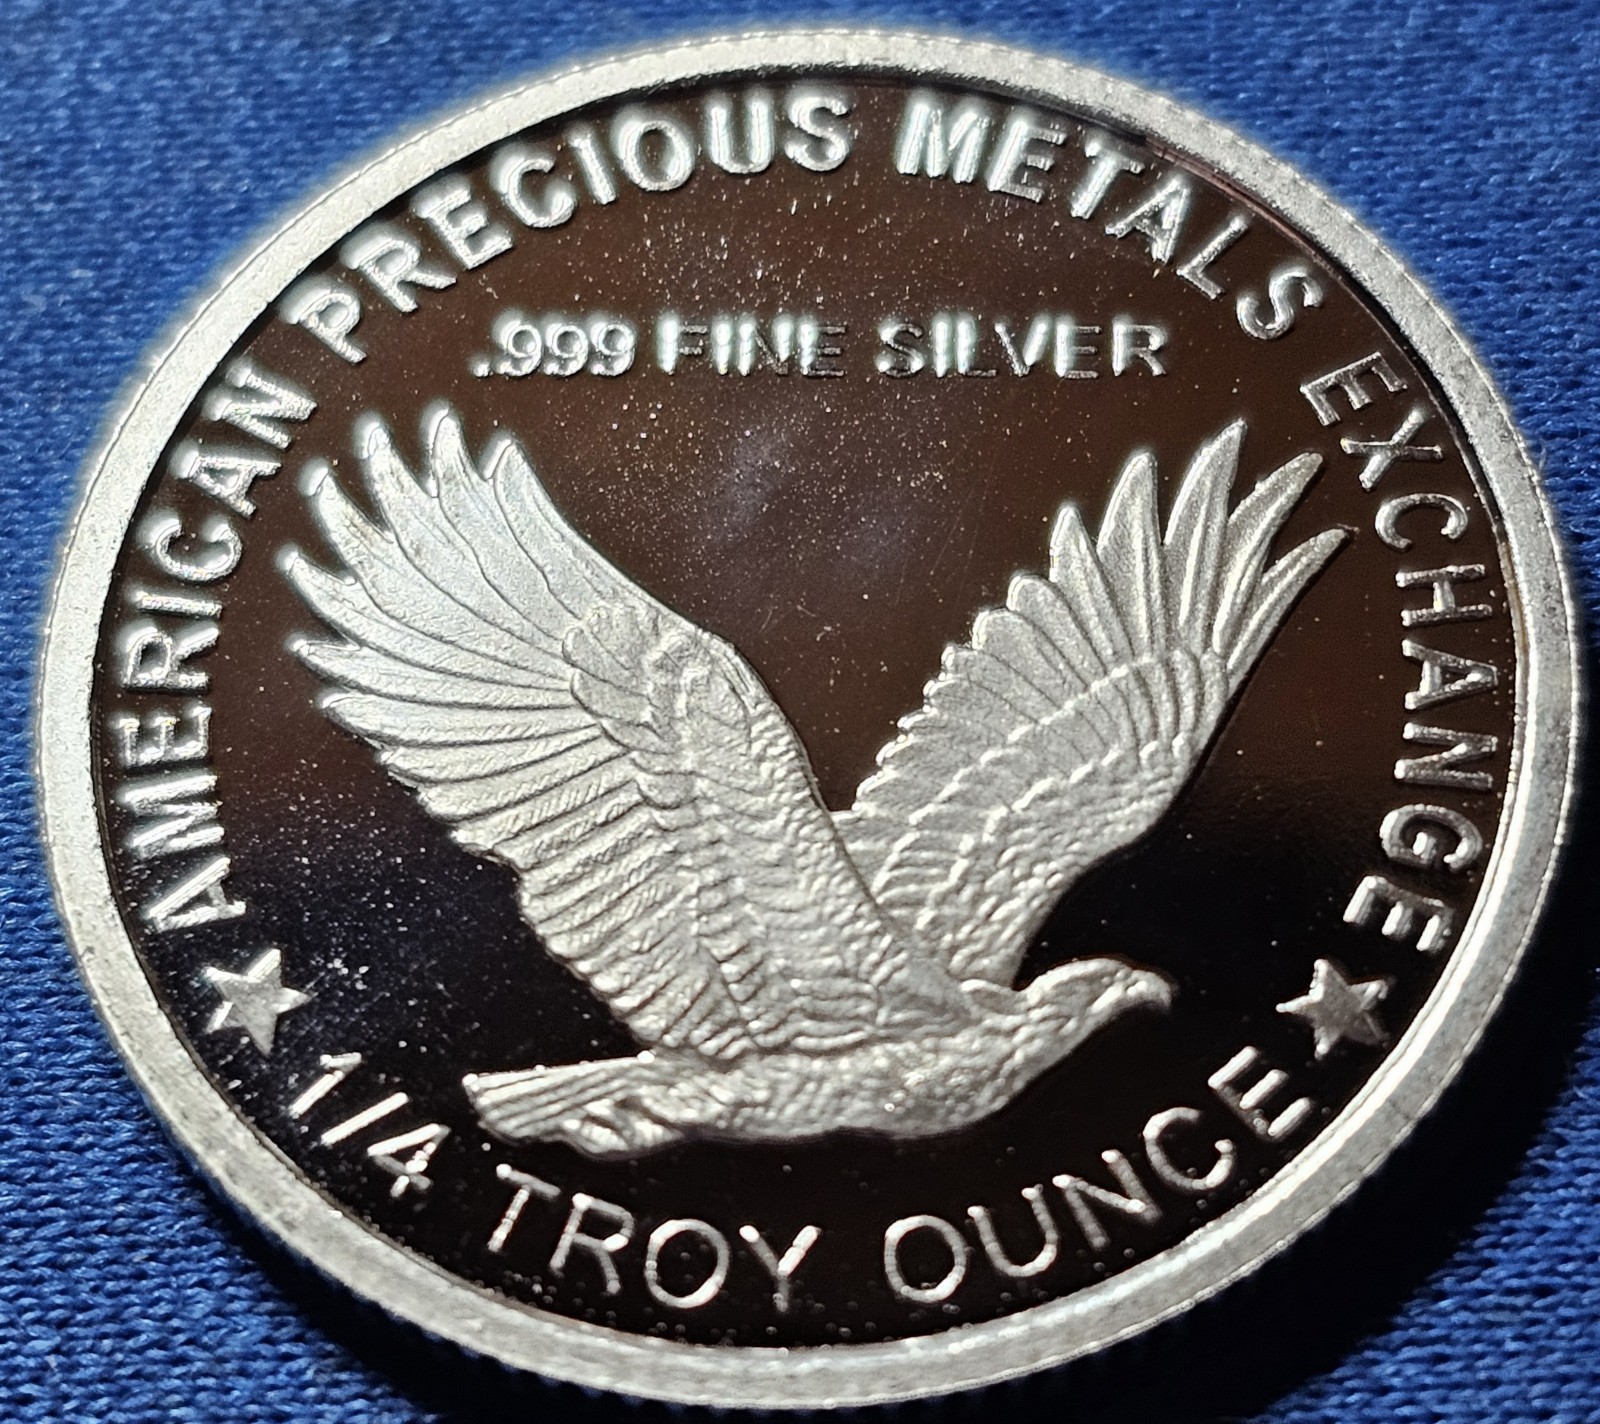 AMERICAN PRECIOUS METALS EXCHANGE
.999 FINE SILVER
1/4 TROY OUNCE